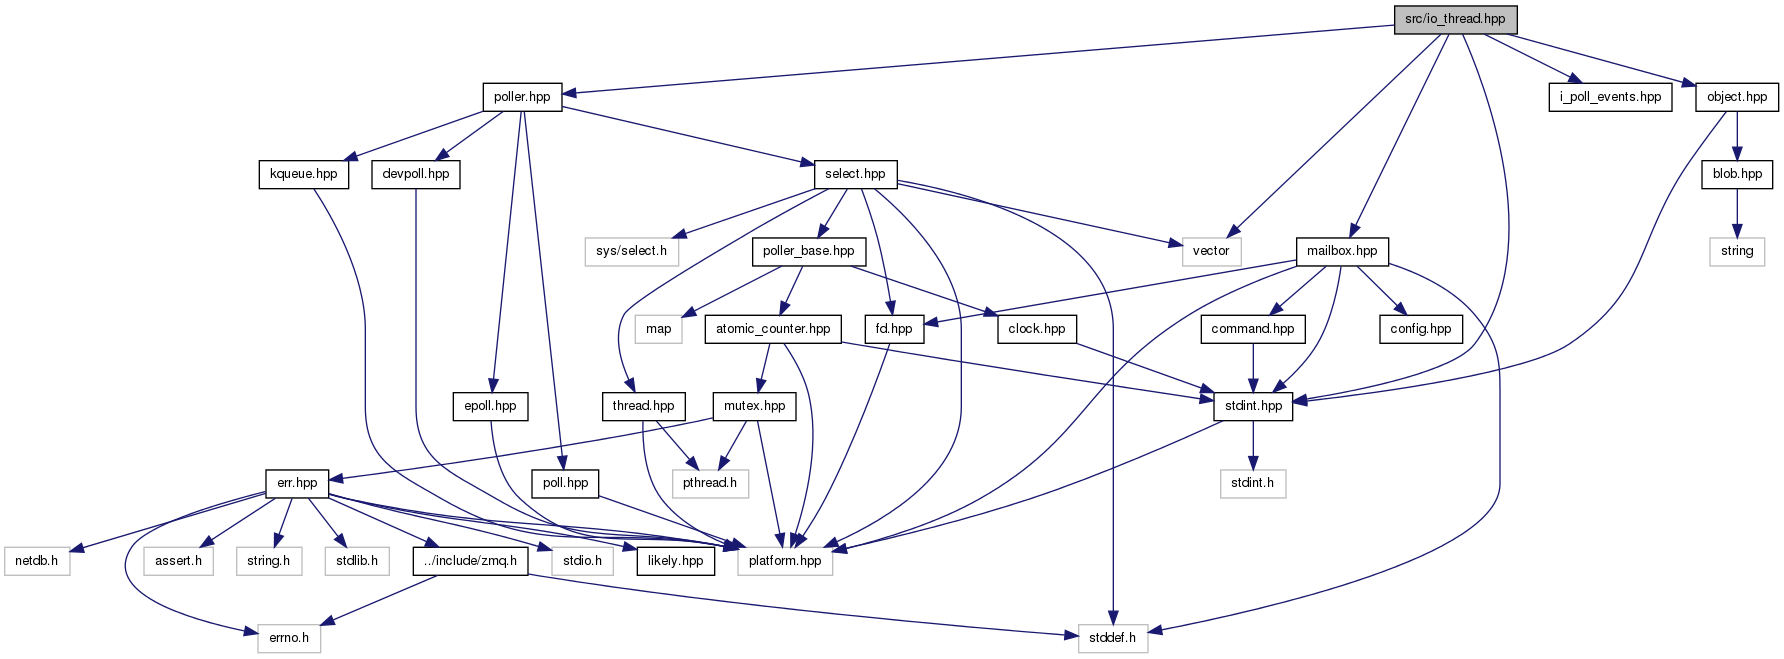 src/io_thread.hpp
poller.hpp
i_poll_events.hpp
object.hpp
kqueue.hpp
devpoll.hpp
select.hpp
blob.hpp
sys/select.h
poller_base.hpp
vector
mailbox.hpp
string
map
atomic_counter.hpp
fd.hpp
clock.hpp
command.hpp
config.hpp
epoll.hpp
thread.hpp
mutex.hpp
stdint.hpp
err.hpp
poll.hpp
pthread.h
stdint.h
netdb.h
assert.h
string.h
stdlib.h
../include/zmq.h
stdio.h
likely.hpp
platform.hpp
errno.h
stddef.h